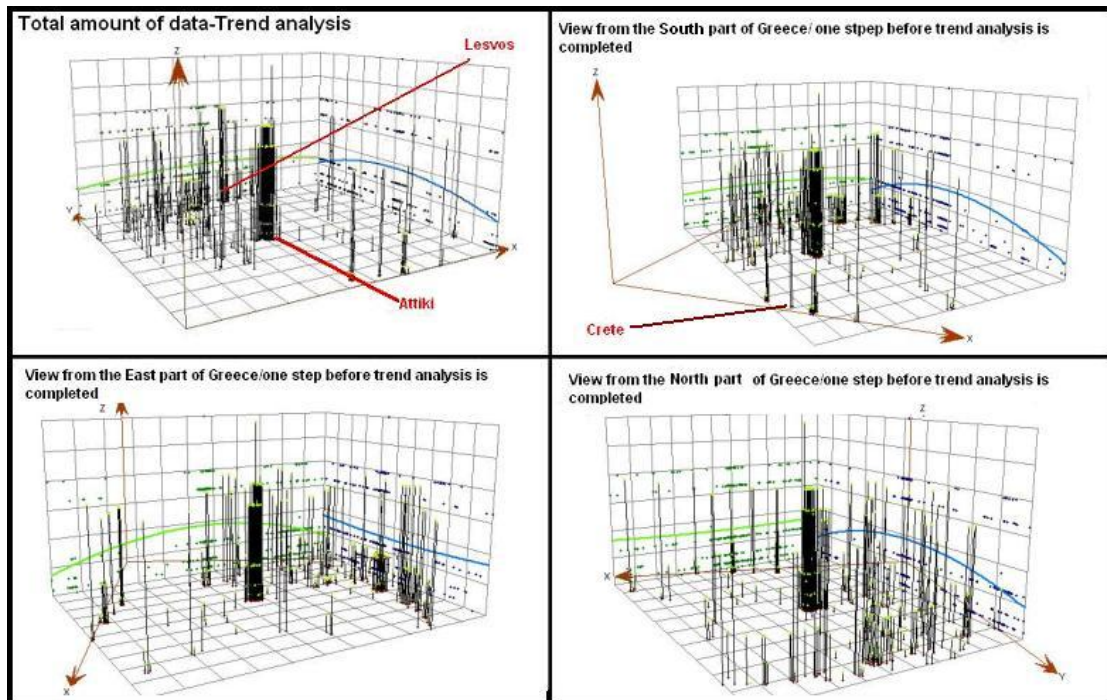 Total amount of data-Trend analysis
Z
Lesvos
Y
X
Attiki
View from the South part of Greece/ one stpep before trend analysis is
completed
Z
Crete
X
View from the East part of Greece/one step before trend analysis is
completed
Z
X
View from the North part of Greece/one step before trend analysis is
completed
Z
X
Y